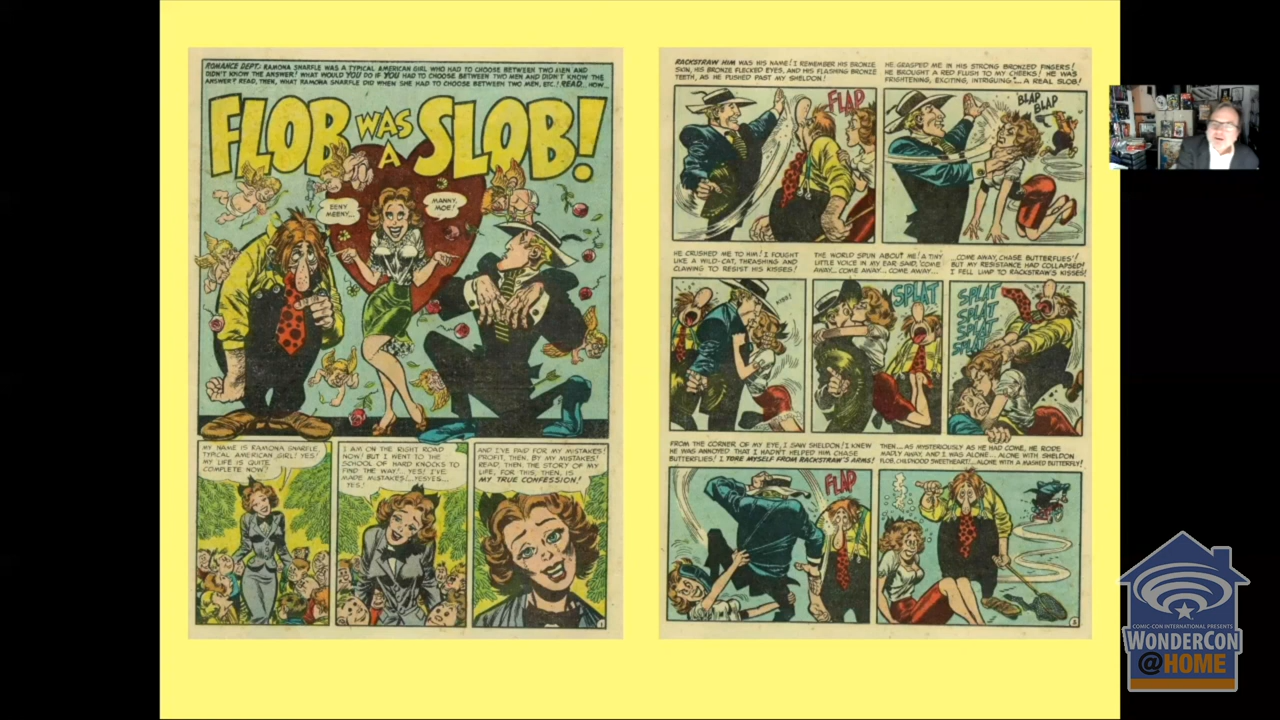 ROMANCE DEPT.: RAMONA SNARFLE WAS A TYPICAL AMERICAN GIRL WHO HAD TO CHOOSE BETWEEN TWO MEN AND
DIDN'T KNOW THE ANSWER! WHAT WOULD YOU DO IF YOU HAD TO CHOOSE BETWEEN TWO MEN AND DIDN'T KNOW THE
ANSWER? READ, THEN, WHAT RAMONA SNARFLE DID WHEN SHE HAD TO CHOOSE BETWEEN TWO MEN, ETC.! READ... HOW...
FLOB WAS A SLOB!
EENY
MEENY...
MANNY,
MOE!
MY NAME IS RAMONA SNARFLE,
TYPICAL AMERICAN GIRL! YES!
MY LIFE IS QUITE
COMPLETE NOW!
I AM ON THE RIGHT ROAD
NOW! BUT I WENT TO THE
SCHOOL OF HARD KNOCKS TO
FIND THE WAY!... YES! I'VE
MADE MISTAKES!... YESYES...
YES!
AND I'VE PAID FOR MY MISTAKES!
PROFIT, THEN, BY MY MISTAKES!
READ, THEN, THE STORY OF MY
LIFE, FOR THIS, THEN, IS
MY TRUE CONFESSION!
1
RACKSTRAW HIM WAS HIS NAME! I REMEMBER HIS BRONZE
SKIN, HIS BRONZE FLECKED EYES, AND HIS FLASHING BRONZE
TEETH, AS HE PUSHED PAST MY SHELDON!
FLAP
HE GRASPED ME IN HIS STRONG BRONZED FINGERS!
HE BROUGHT A RED FLUSH TO MY CHEEKS! HE WAS
FRIGHTENING, EXCITING, INTRIGUING!... A REAL SLOB!
BLAP
BLAP
HE CRUSHED ME TO HIM! I FOUGHT
LIKE A WILD-CAT, THRASHING AND
CLAWING TO RESIST HIS KISSES!
THE WORLD SPUN ABOUT ME! A TINY
LITTLE VOICE IN MY EAR SAID, 'COME
AWAY... COME AWAY... COME AWAY...
SPLAT
...COME AWAY, CHASE BUTTERFLIES!'
BUT MY RESISTANCE HAD COLLAPSED!
I FELL LIMP TO RACKSTRAW'S KISSES!
SPLAT
SPLAT
SPLAT
SPLAT
FROM THE CORNER OF MY EYE, I SAW SHELDON! I KNEW
HE WAS ANNOYED THAT I HADN'T HELPED HIM CHASE
BUTTERFLIES! I TORE MYSELF FROM RACKSTRAW'S ARMS!
FLAP
THEN... AS MYSTERIOUSLY AS HE HAD COME, HE RODE
MADLY AWAY AND I WAS ALONE... ALONE WITH SHELDON
FLOB, CHILDHOOD SWEETHEART!... ALONE WITH A MASHED BUTTERFLY!
COMIC-CON INTERNATIONAL PRESENTS
WONDERCON
@HOME